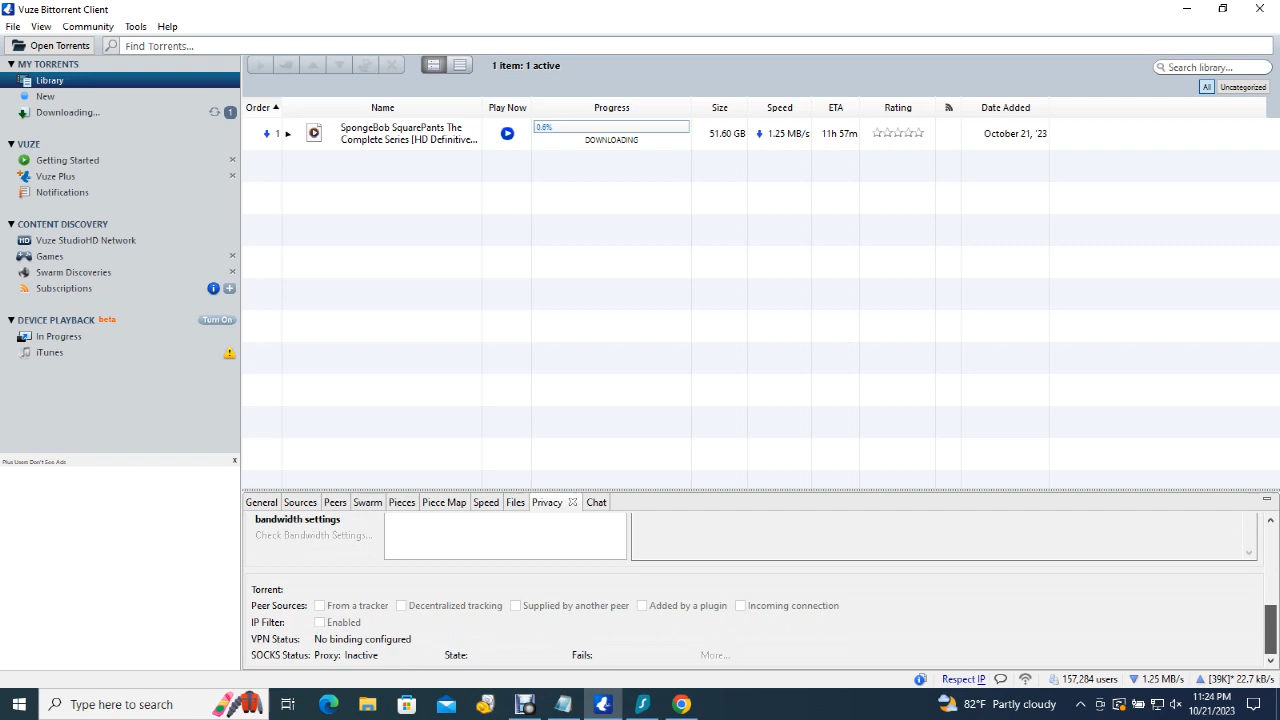 Vuze Bittorrent Client
File View Community Tools Help
Open Torrents Find Torrents...
MY TORRENTS
Library
New
Downloading... 1
VUZE
Getting Started
Vuze Plus
Notifications
CONTENT DISCOVERY
HD Vuze StudioHD Network
Games
Swarm Discoveries
Subscriptions
DEVICE PLAYBACK beta Turn On
In Progress
iTunes
Plus Users Don't See Ads x
1 item: 1 active Search library...
All Uncategorized
Order Name Play Now Progress Size Speed ETA Rating Date Added
1 SpongeBob SquarePants The 0.6% 51.60 GB 1.25 MB/s 11h 57m October 21, '23
Complete Series [HD Definitive... DOWNLOADING
General Sources Peers Swarm Pieces Piece Map Speed Files Privacy Chat
bandwidth settings
Check Bandwidth Settings...
Torrent:
Peer Sources: From a tracker Decentralized tracking Supplied by another peer Added by a plugin Incoming connection
IP Filter: Enabled
VPN Status: No binding configured
SOCKS Status: Proxy: Inactive State: Fails: More...
Respect IP 157,284 users 1.25 MB/s [39K]* 22.7 kB/s
Type here to search 82°F Partly cloudy 11:24 PM
10/21/2023